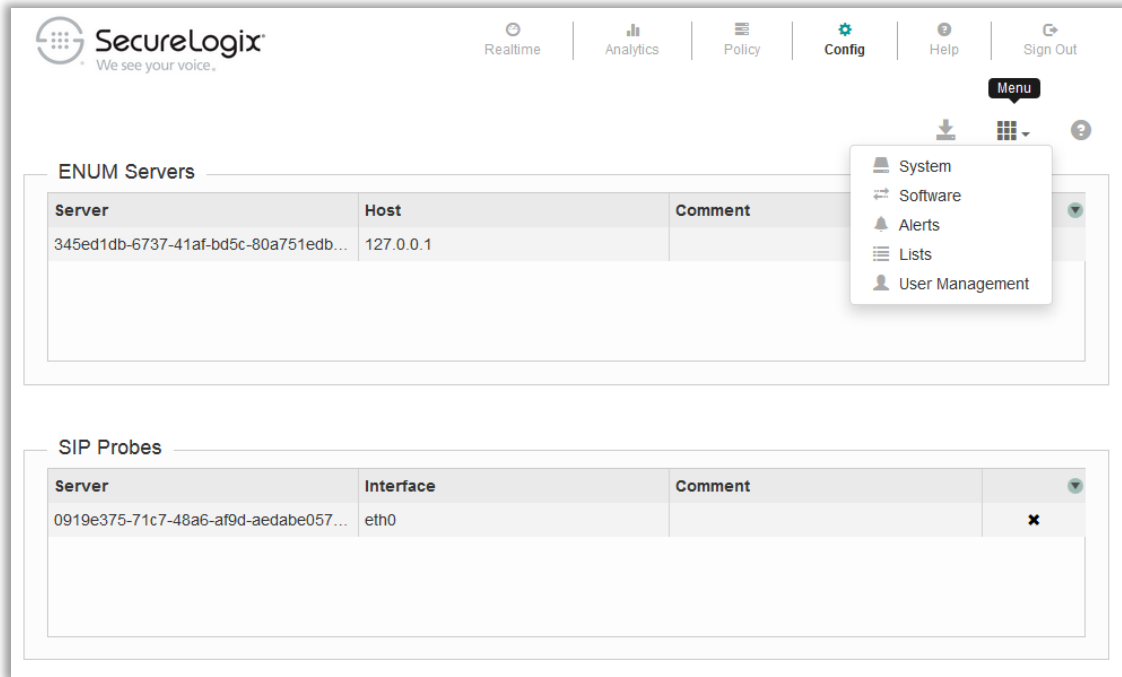 SecureLogix
We see your voice.
Realtime
Analytics
Policy
Config
Help
Sign Out
Menu
System
Software
Alerts
Lists
User Management
ENUM Servers
Server Host Comment
345ed1db-6737-41af-bd5c-80a751edb... 127.0.0.1
SIP Probes
Server Interface Comment
0919e375-71c7-48a6-af9d-aedabe057... eth0